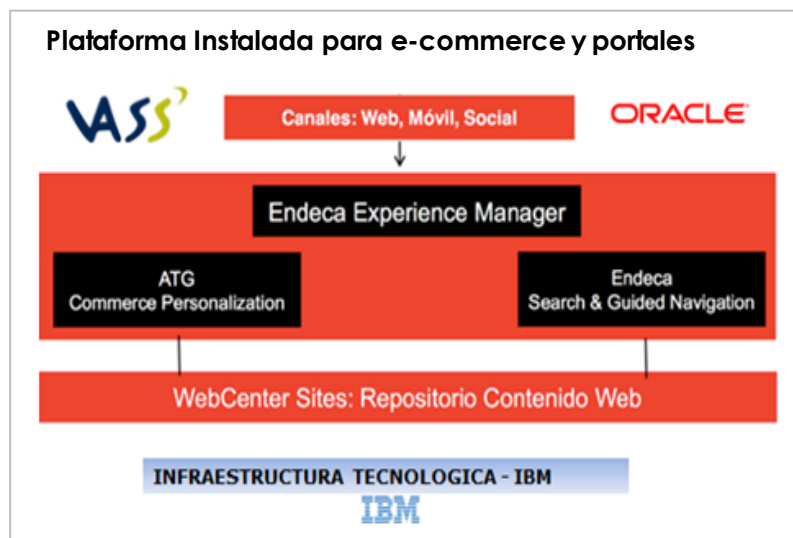 Plataforma Instalada para e-commerce y portales
VASS
Canales: Web, Móvil, Social
ORACLE
Endeca Experience Manager
ATG
Commerce Personalization
Endeca
Search & Guided Navigation
WebCenter Sites: Repositorio Contenido Web
INFRAESTRUCTURA TECNOLOGICA - IBM
IBM